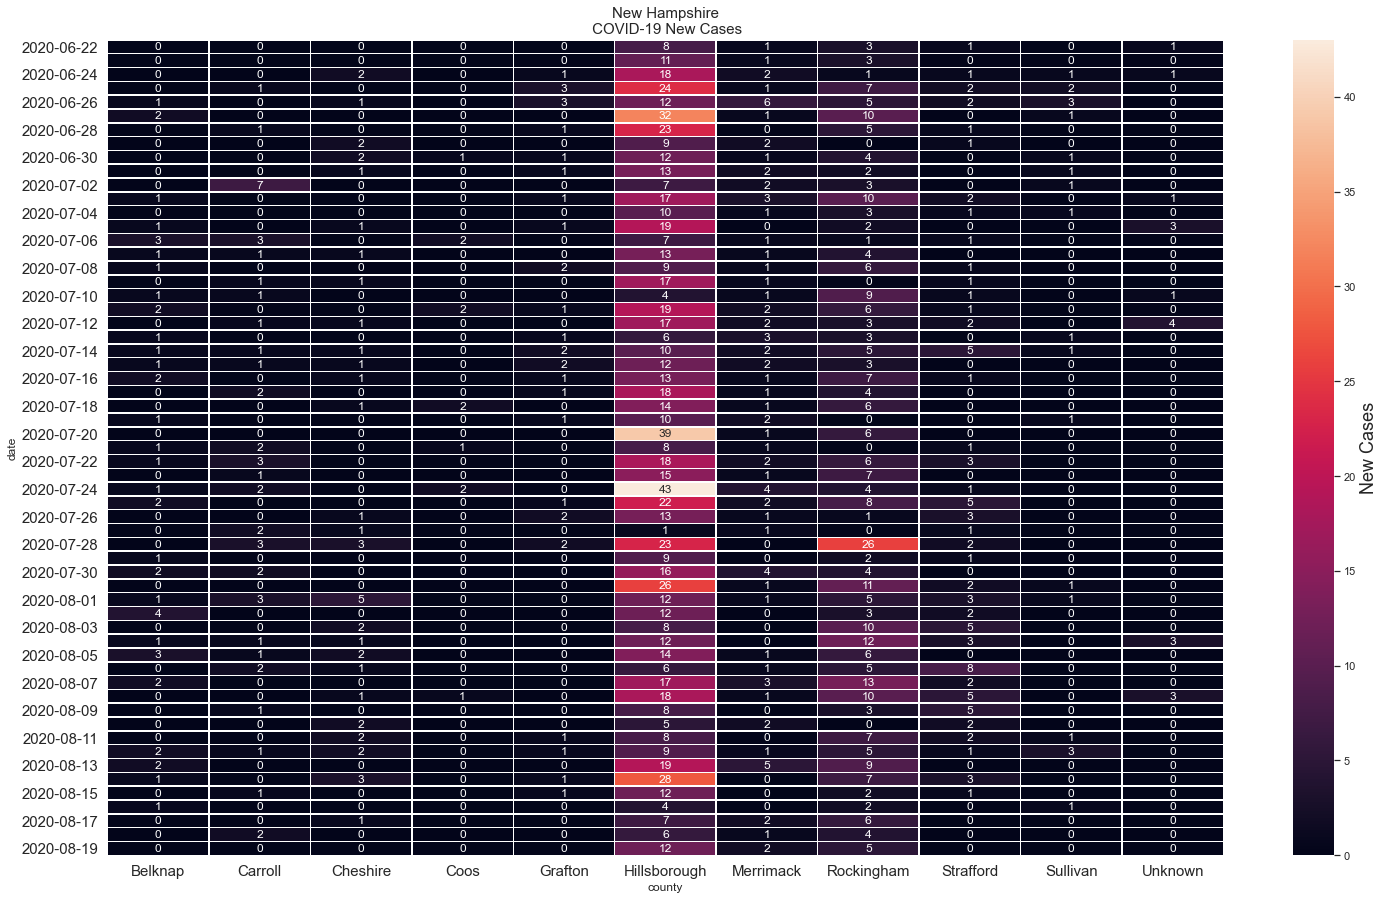 New Hampshire
COVID-19 New Cases
2020-06-22 0 0 0 0 0 8 1 3 1 0 1
0 0 0 0 0 11 1 3 0 0 0
2020-06-24 0 0 2 0 1 18 2 1 1 1 1
0 1 0 0 3 24 1 7 2 2 0
2020-06-26 1 0 1 0 3 12 6 5 2 3 0
2 0 0 0 0 32 1 10 0 1 0
2020-06-28 0 1 0 0 1 23 0 5 1 0 0
0 0 2 0 0 9 2 0 1 0 0
2020-06-30 0 0 2 1 1 12 1 4 0 1 0
0 0 1 0 1 13 2 2 0 1 0
2020-07-02 0 7 0 0 0 7 2 3 0 1 0
1 0 0 0 1 17 3 10 2 0 1
2020-07-04 0 0 0 0 0 10 1 3 1 1 0
1 0 1 0 1 19 0 2 0 0 3
2020-07-06 3 3 0 2 0 7 1 1 1 0 0
1 1 1 0 0 13 1 4 0 0 0
2020-07-08 1 0 0 0 2 9 1 6 1 0 0
0 1 1 0 0 17 1 0 1 0 0
2020-07-10 1 1 0 0 0 4 1 9 1 0 1
2 0 0 2 1 19 2 6 1 0 0
2020-07-12 0 1 1 0 0 17 2 3 2 0 4
1 0 0 0 1 6 3 3 0 1 0
2020-07-14 1 1 1 0 2 10 2 5 5 1 0
1 1 1 0 2 12 2 3 0 0 0
2020-07-16 2 0 1 0 1 13 1 7 1 0 0
0 2 0 0 1 18 1 4 0 0 0
2020-07-18 0 0 1 2 0 14 1 6 0 0 0
1 0 0 0 1 10 2 0 0 1 0
2020-07-20 0 0 0 0 0 39 1 6 0 0 0
1 2 0 1 0 8 1 0 1 0 0
2020-07-22 1 3 0 0 0 18 2 6 3 0 0
0 1 0 0 0 15 1 7 0 0 0
2020-07-24 1 2 0 2 0 43 4 4 1 0 0
2 0 0 0 1 22 2 8 5 0 0
2020-07-26 0 0 1 0 2 13 1 1 3 0 0
0 2 1 0 0 1 1 0 1 0 0
2020-07-28 0 3 3 0 2 23 0 26 2 0 0
1 0 0 0 0 9 0 2 1 0 0
2020-07-30 2 2 0 0 0 16 4 4 0 0 0
0 0 0 0 0 26 1 11 2 1 0
2020-08-01 1 3 5 0 0 12 1 5 3 1 0
4 0 0 0 0 12 0 3 2 0 0
2020-08-03 0 0 2 0 0 8 0 10 5 0 0
1 1 1 0 0 12 0 12 3 0 3
2020-08-05 3 1 2 0 0 14 1 6 0 0 0
0 2 1 0 0 6 1 5 8 0 0
2020-08-07 2 0 0 0 0 17 3 13 2 0 0
0 0 1 1 0 18 1 10 5 0 3
2020-08-09 0 1 0 0 0 8 0 3 5 0 0
0 0 2 0 0 5 2 0 2 0 0
2020-08-11 0 0 2 0 1 8 0 7 2 1 0
2 1 2 0 1 9 1 5 1 3 0
2020-08-13 2 0 0 0 0 19 5 9 0 0 0
1 0 3 0 1 28 0 7 3 0 0
2020-08-15 0 1 0 0 1 12 0 2 1 0 0
1 0 0 0 0 4 0 2 0 1 0
2020-08-17 0 0 1 0 0 7 2 6 0 0 0
0 2 0 0 0 6 1 4 0 0 0
2020-08-19 0 0 0 0 0 12 2 5 0 0 0
Belknap Carroll Cheshire Coos Grafton Hillsborough Merrimack Rockingham Strafford Sullivan Unknown
county
date
40
35
30
25
20
15
10
5
0
New Cases